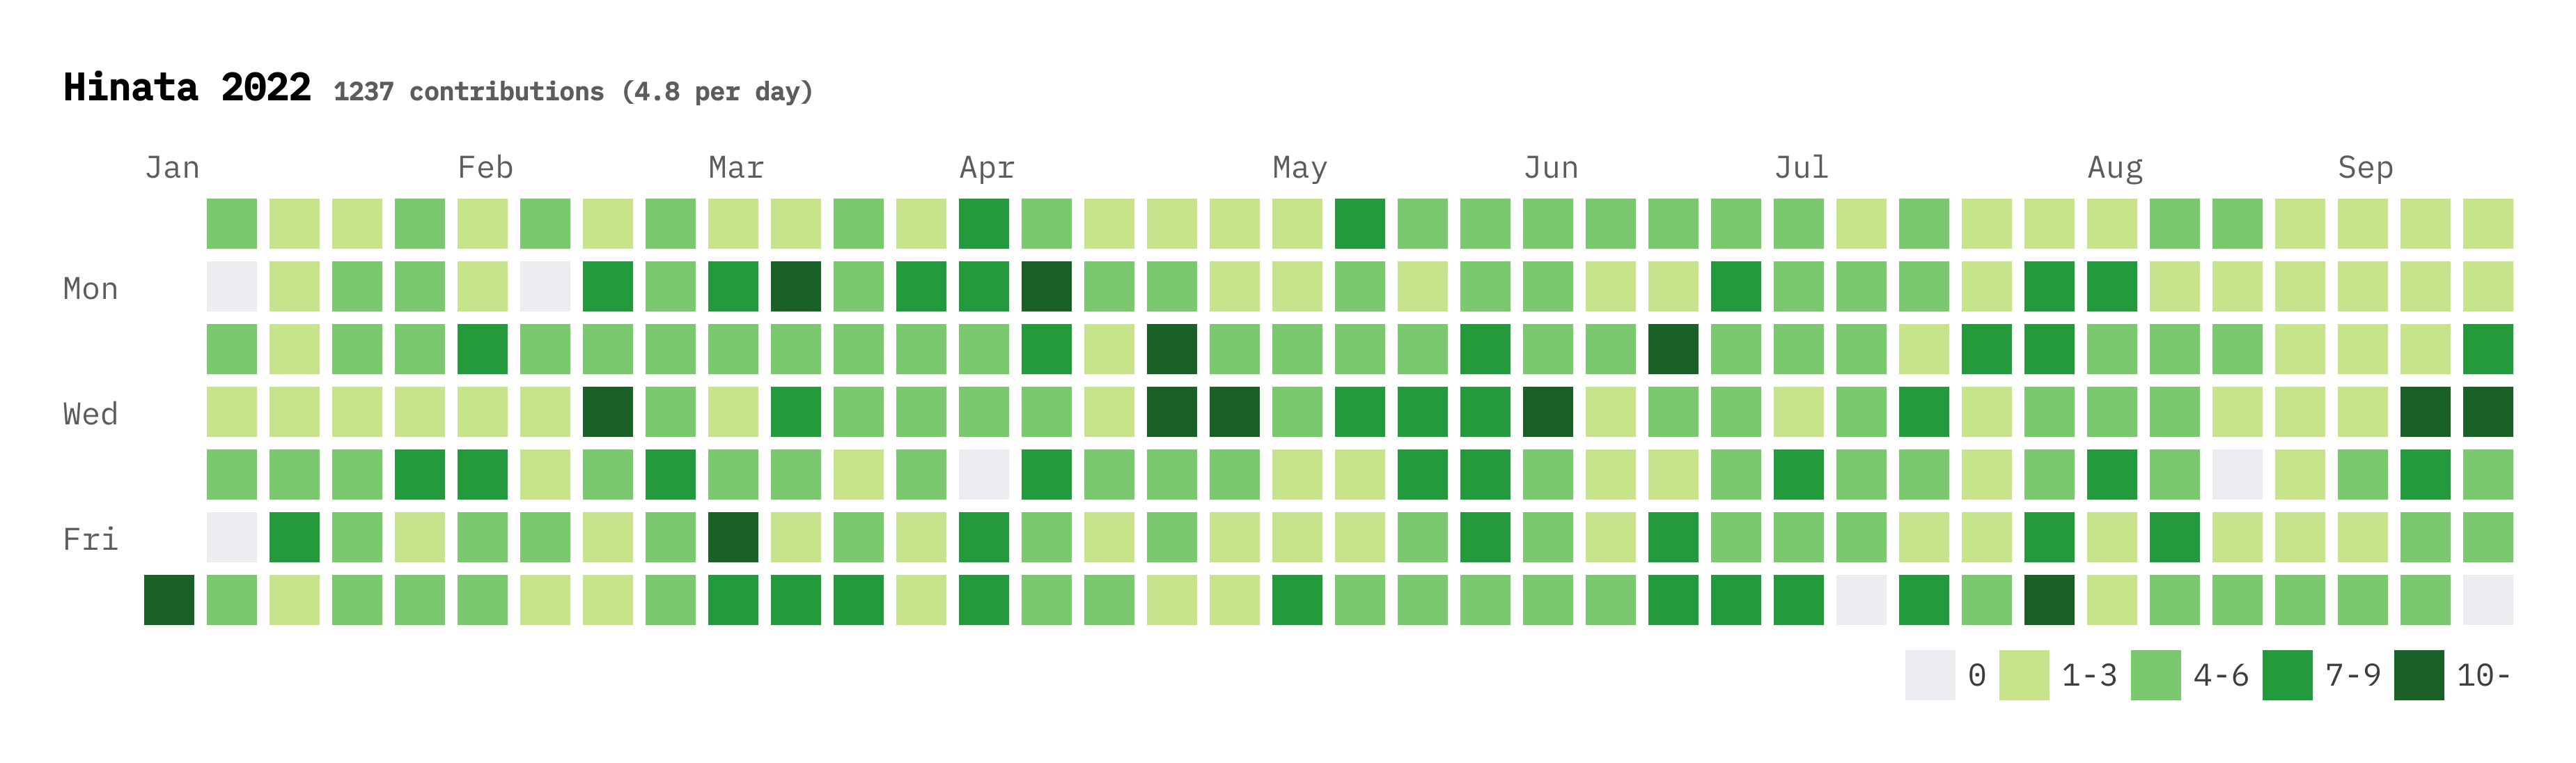 Hinata 2022 1237 contributions (4.8 per day)
Jan Feb Mar Apr May Jun Jul Aug Sep
Mon
Wed
Fri
0 1-3 4-6 7-9 10-